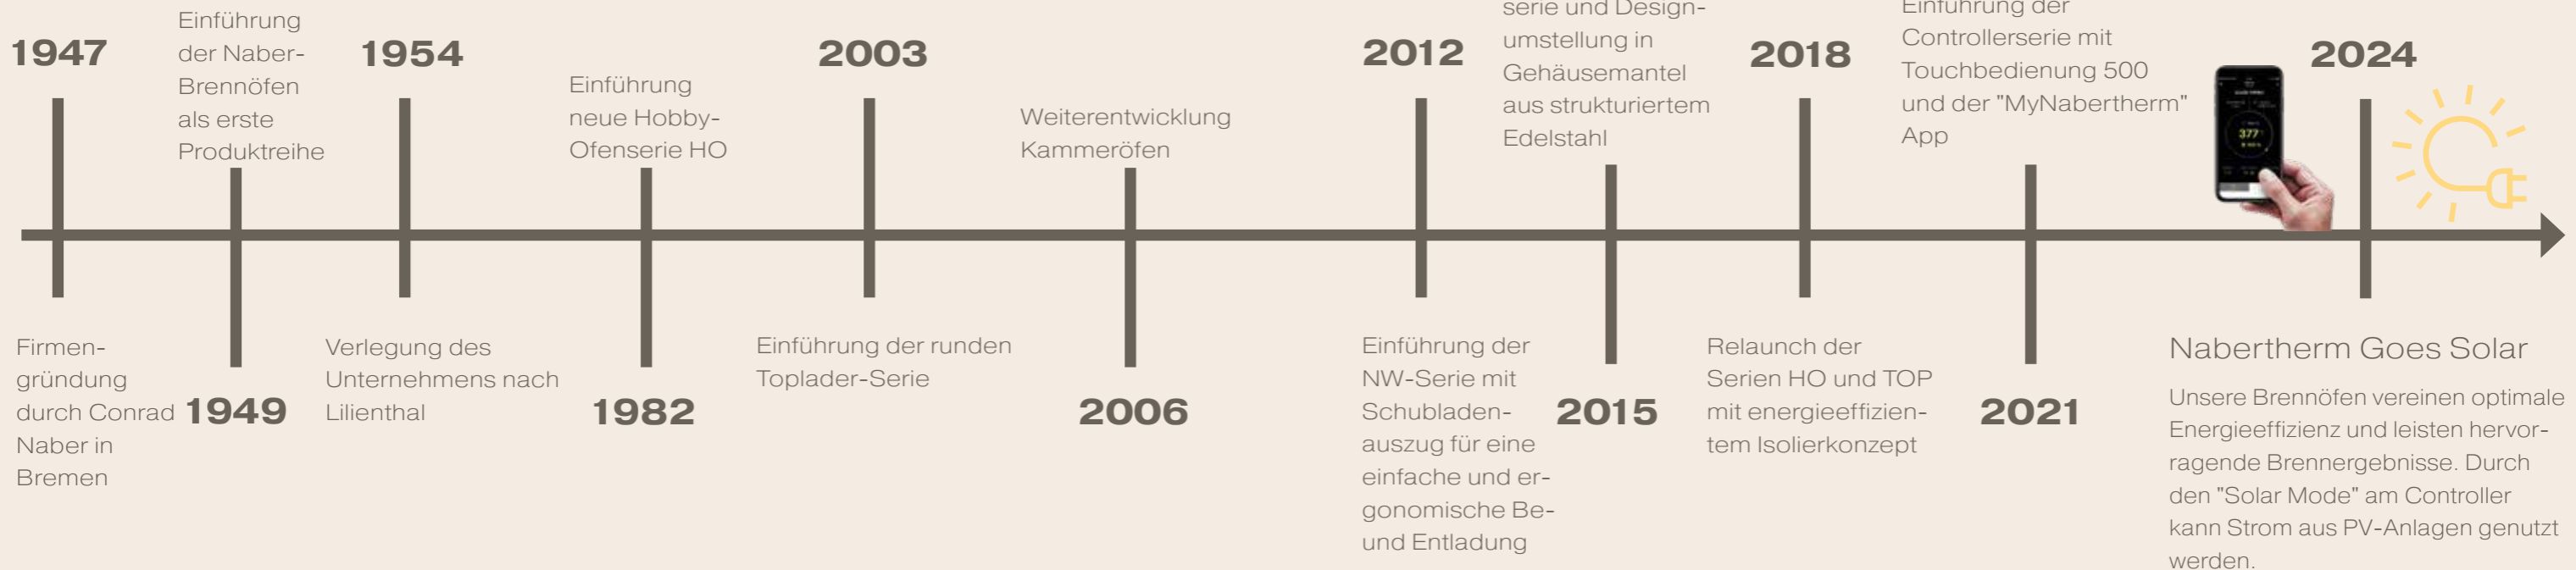 1947
Firmen-
gründung
durch Conrad
Naber in
Bremen
Einführung
der Naber-
Brennöfen
als erste
Produktreihe
1949
1954
Verlegung des
Unternehmens nach
Lilienthal
Einführung
neue Hobby-
Ofenserie HO
1982
2003
Einführung der runden
Toplader-Serie
Weiterentwicklung
Kammeröfen
2006
2012
Einführung der
NW-Serie mit
Schubladen-
auszug für eine
einfache und er-
gonomische Be-
und Entladung
serie und Design-
umstellung in
Gehäusemantel
aus strukturiertem
Edelstahl
2015
2018
Relaunch der
Serien HO und TOP
mit energieeffizien-
tem Isolierkonzept
Einführung der
Controllerserie mit
Touchbedienung 500
und der "MyNabertherm"
App
2021
377
2024
Nabertherm Goes Solar
Unsere Brennöfen vereinen optimale
Energieeffizienz und leisten hervor-
ragende Brennergebnisse. Durch
den "Solar Mode" am Controller
kann Strom aus PV-Anlagen genutzt
werden.